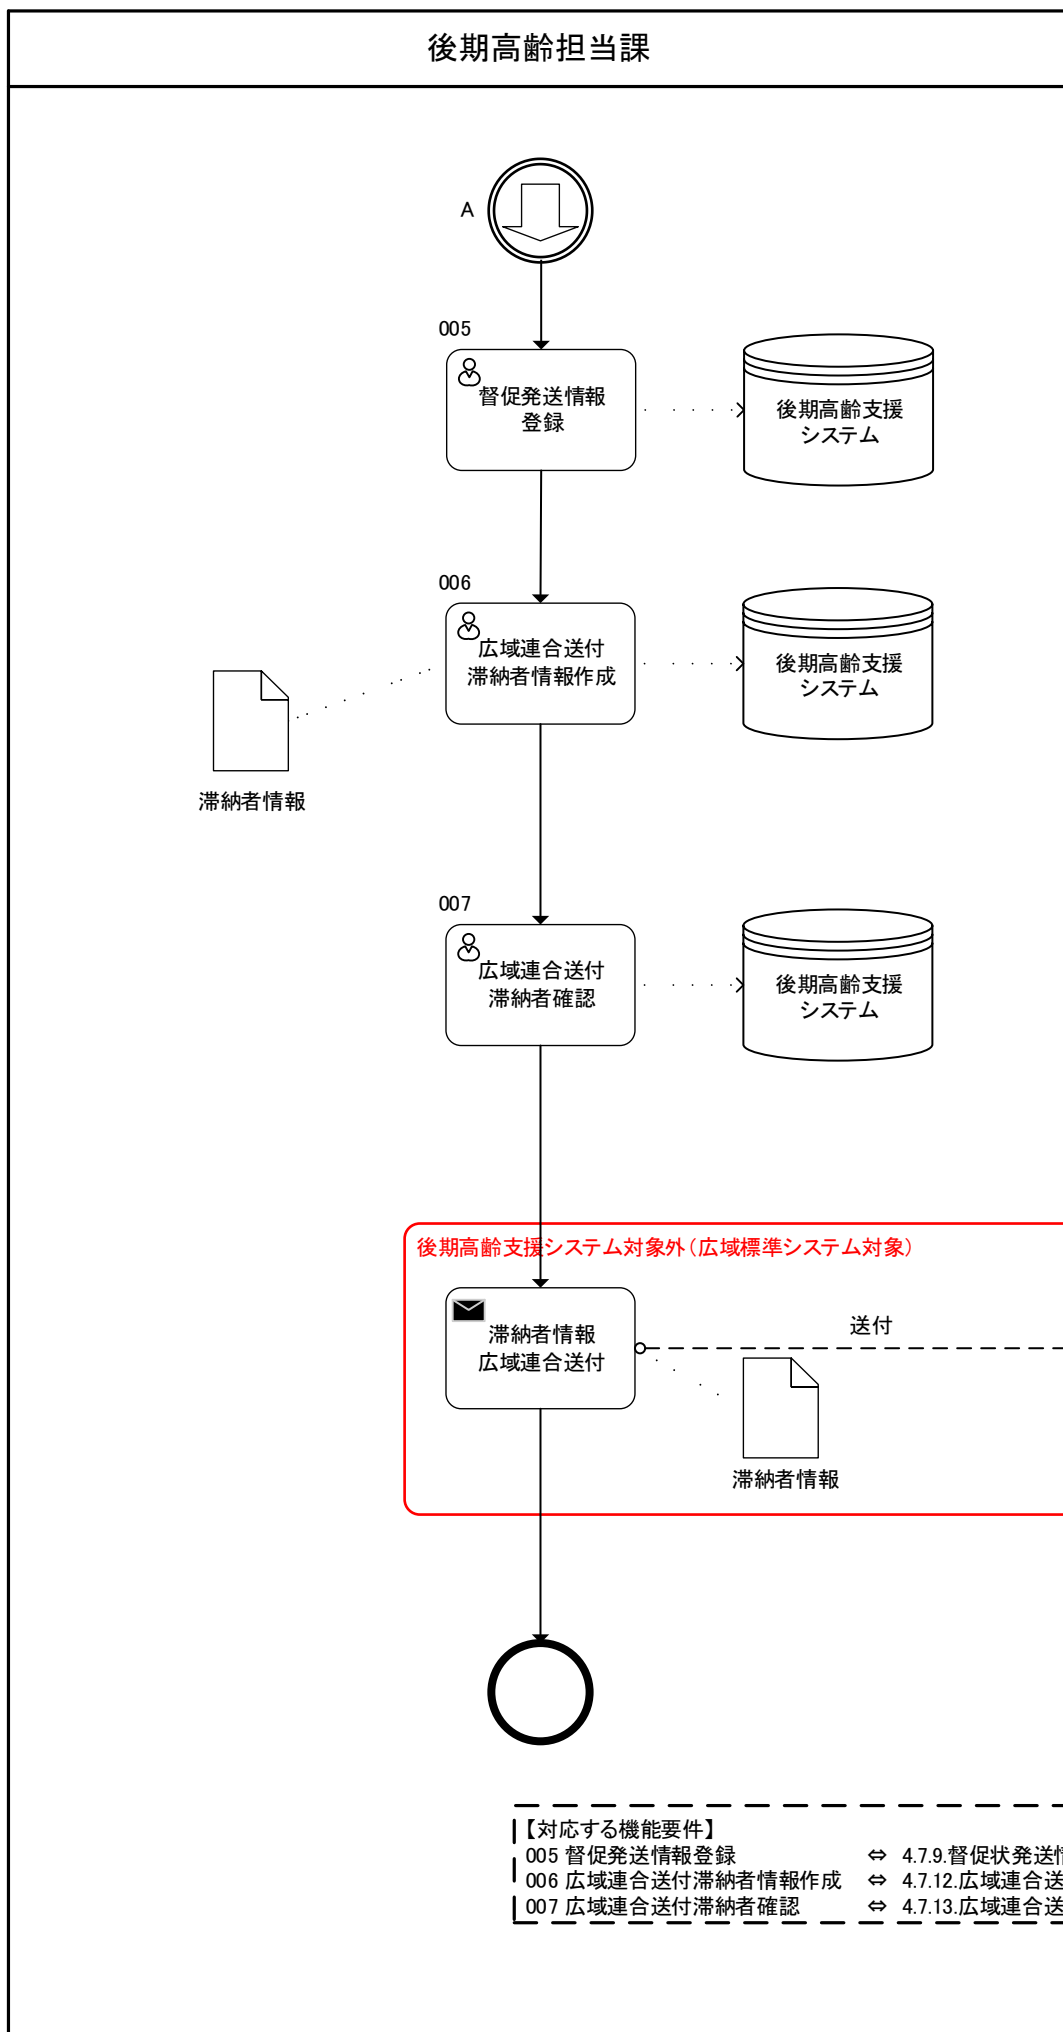 後期高齢担当課
A
005
督促発送情報
登録
後期高齢支援
システム
006
広域連合送付
滞納者情報作成
後期高齢支援
システム
滞納者情報
007
広域連合送付
滞納者確認
後期高齢支援
システム
後期高齢支援システム対象外（広域標準システム対象）
滞納者情報
広域連合送付
送付
滞納者情報
【対応する機能要件】
005 督促発送情報登録 ⇔ 4.7.9.督促状発送
006 広域連合送付滞納者情報作成 ⇔ 4.7.12.広域連合送
007 広域連合送付滞納者確認 ⇔ 4.7.13.広域連合送